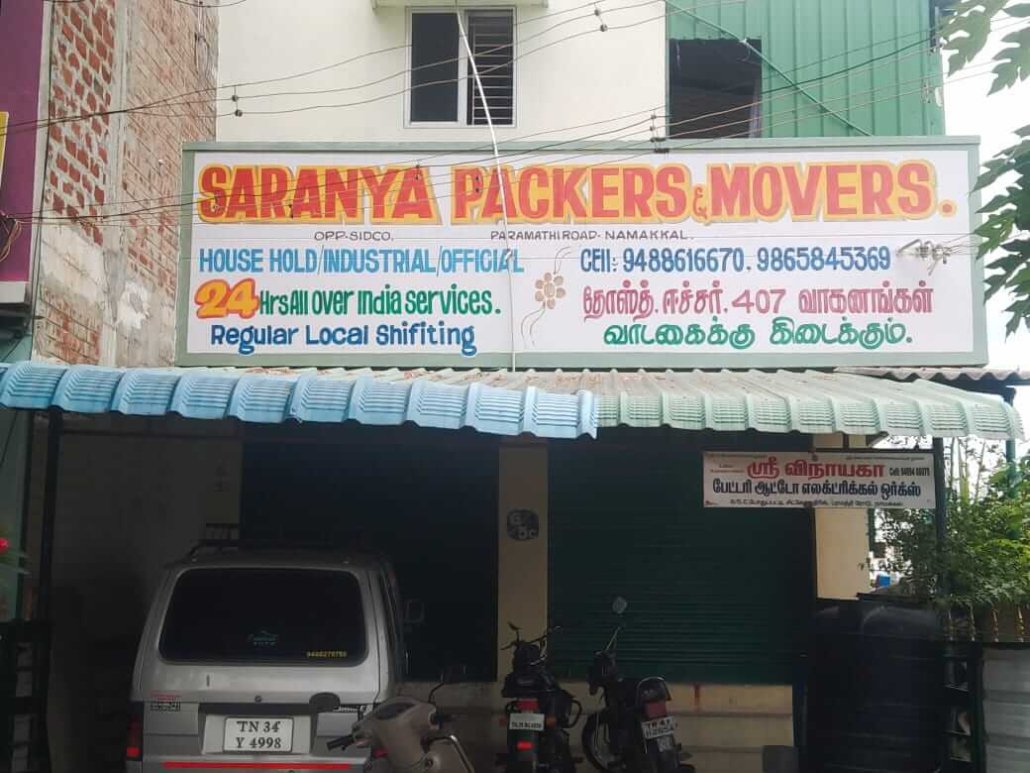 SARANYA PACKERS & MOVERS.
OPP-SIDCO, PARAMATHI ROAD- NAMAKKAL.
HOUSE HOLD/INDUSTRIAL/OFFICIAL
24 Hrs All over India services.
Regular Local Shifiting
Cell: 9488616670, 9865845369
தோஸ்த். ஈச்சர். 407 வாகனங்கள்
வாடகைக்கு கிடைக்கும்.
ஸ்ரீ விநாயகா
பேட்டரி ஆட்டோ எலக்ட்ரிக்கல் ஒர்க்ஸ்
TN 34
Y 4998